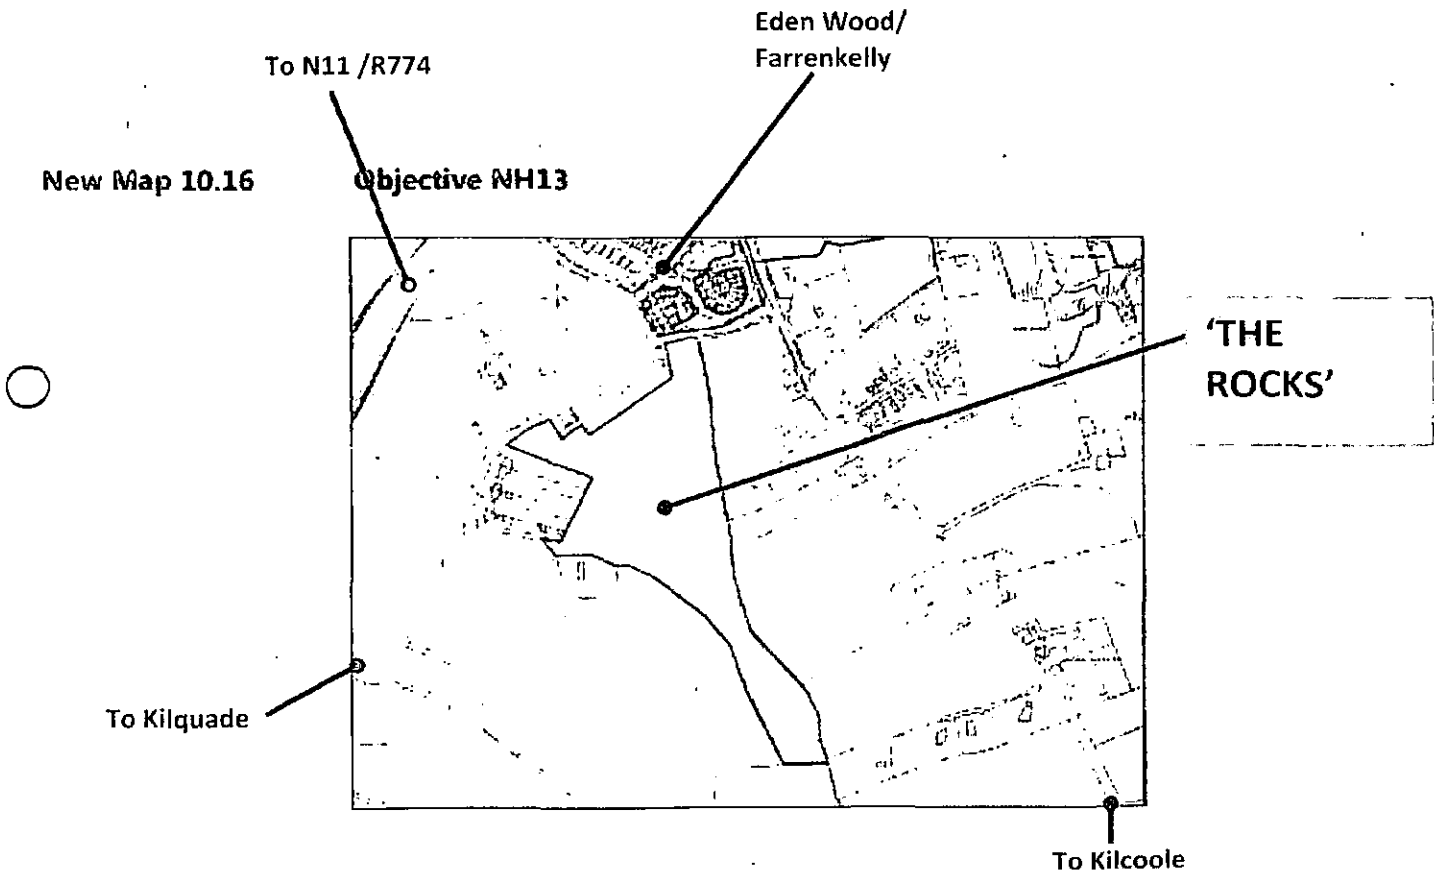 Eden Wood/
Farrenkelly
To N11 /R774
New Map 10.16 Objective NH13
‘THE
ROCKS’
To Kilquade
To Kilcoole